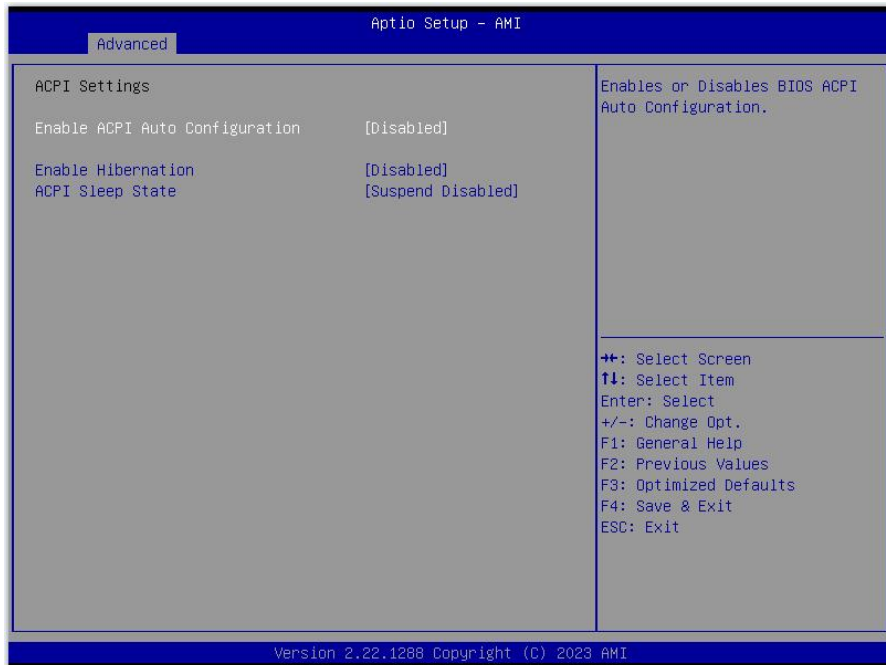 Aptio Setup - AMI
Advanced
ACPI Settings
Enable ACPI Auto Configuration [Disabled]
Enable Hibernation [Disabled]
ACPI Sleep State [Suspend Disabled]
Enables or Disables BIOS ACPI
Auto Configuration.
→←: Select Screen
↑↓: Select Item
Enter: Select
+/-: Change Opt.
F1: General Help
F2: Previous Values
F3: Optimized Defaults
F4: Save & Exit
ESC: Exit
Version 2.22.1288 Copyright (C) 2023 AMI